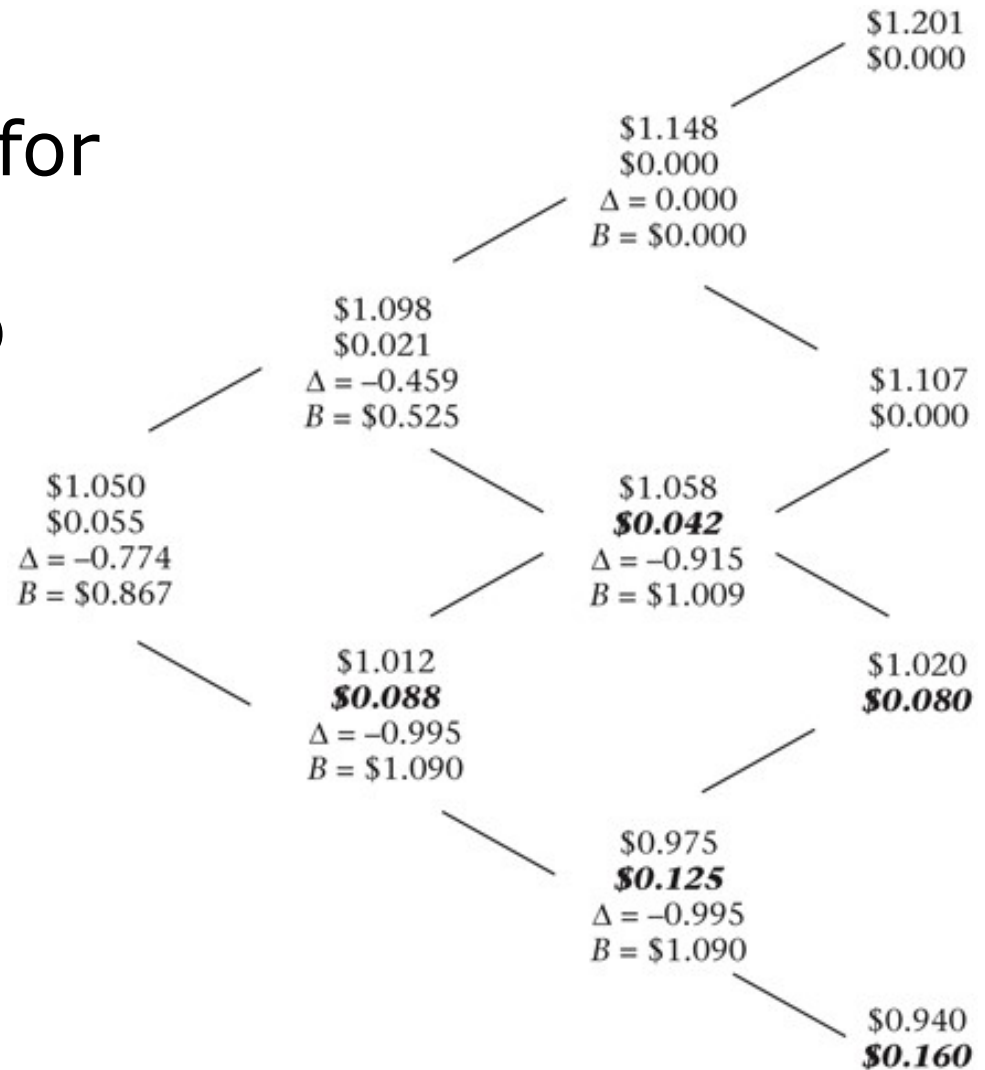 for
$1.201
$0.000
$1.148
$0.000
Δ = 0.000
B = $0.000
$1.098
$0.021
Δ = –0.459
B = $0.525
$1.107
$0.000
$1.050
$0.055
Δ = –0.774
B = $0.867
$1.058
$0.042
Δ = –0.915
B = $1.009
$1.012
$0.088
Δ = –0.995
B = $1.090
$1.020
$0.080
$0.975
$0.125
Δ = –0.995
B = $1.090
$0.940
$0.160